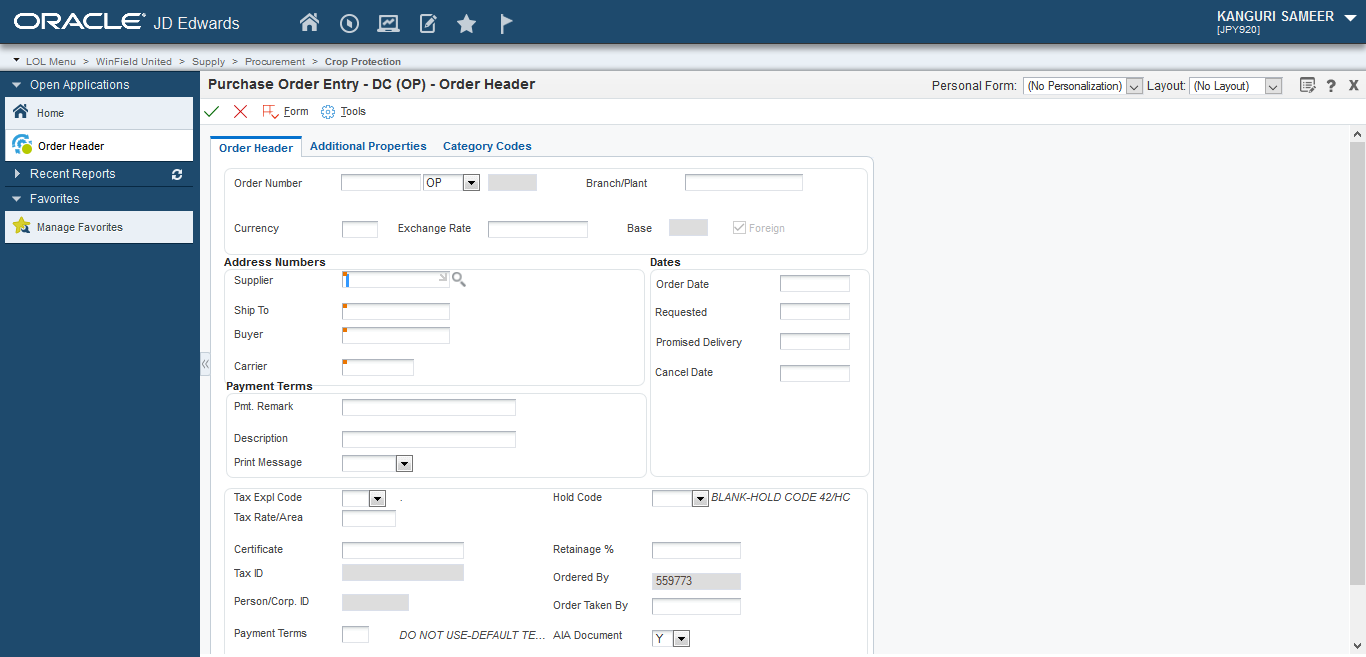 ORACLE® JD Edwards
KANGURI SAMEER
[JPY920]
LOL Menu > WinField United > Supply > Procurement > Crop Protection
Open Applications
Home
Order Header
Recent Reports
Favorites
Manage Favorites
Purchase Order Entry - DC (OP) - Order Header
Personal Form: (No Personalization) Layout: (No Layout) ? X
Form Tools
Order Header Additional Properties Category Codes
Order Number OP Branch/Plant
Currency Exchange Rate Base Foreign
Address Numbers
Supplier
Ship To
Buyer
Carrier
Dates
Order Date
Requested
Promised Delivery
Cancel Date
Payment Terms
Pmt. Remark
Description
Print Message
Tax Expl Code . Hold Code BLANK-HOLD CODE 42/HC
Tax Rate/Area
Certificate Retainage %
Tax ID Ordered By 559773
Person/Corp. ID Order Taken By
Payment Terms DO NOT USE-DEFAULT TE... AIA Document Y